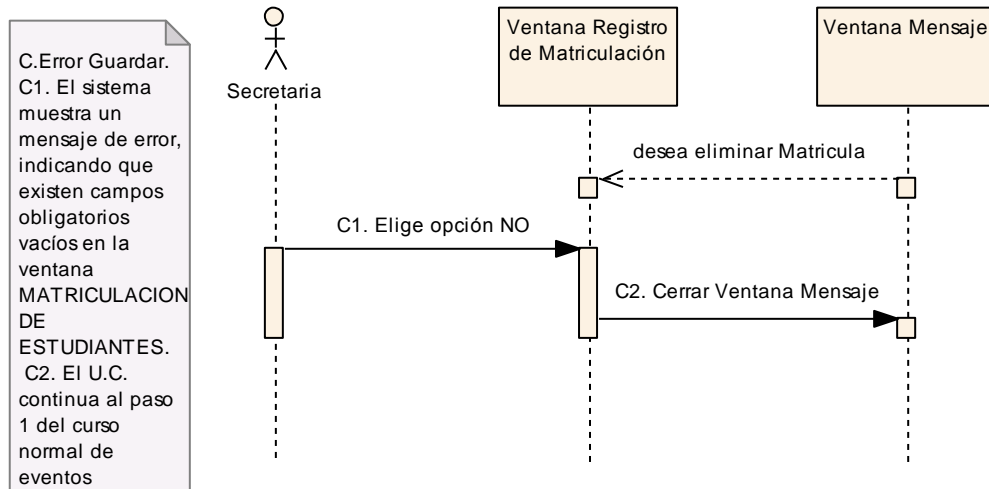 C.Error Guardar.
C1. El sistema
muestra un
mensaje de error,
indicando que
existen campos
obligatorios
vacíos en la
ventana
MATRICULACION
DE
ESTUDIANTES.
C2. El U.C.
continua al paso
1 del curso
normal de
eventos
Secretaria
Ventana Registro
de Matriculación
Ventana Mensaje
desea eliminar Matricula
C1. Elige opción NO
C2. Cerrar Ventana Mensaje